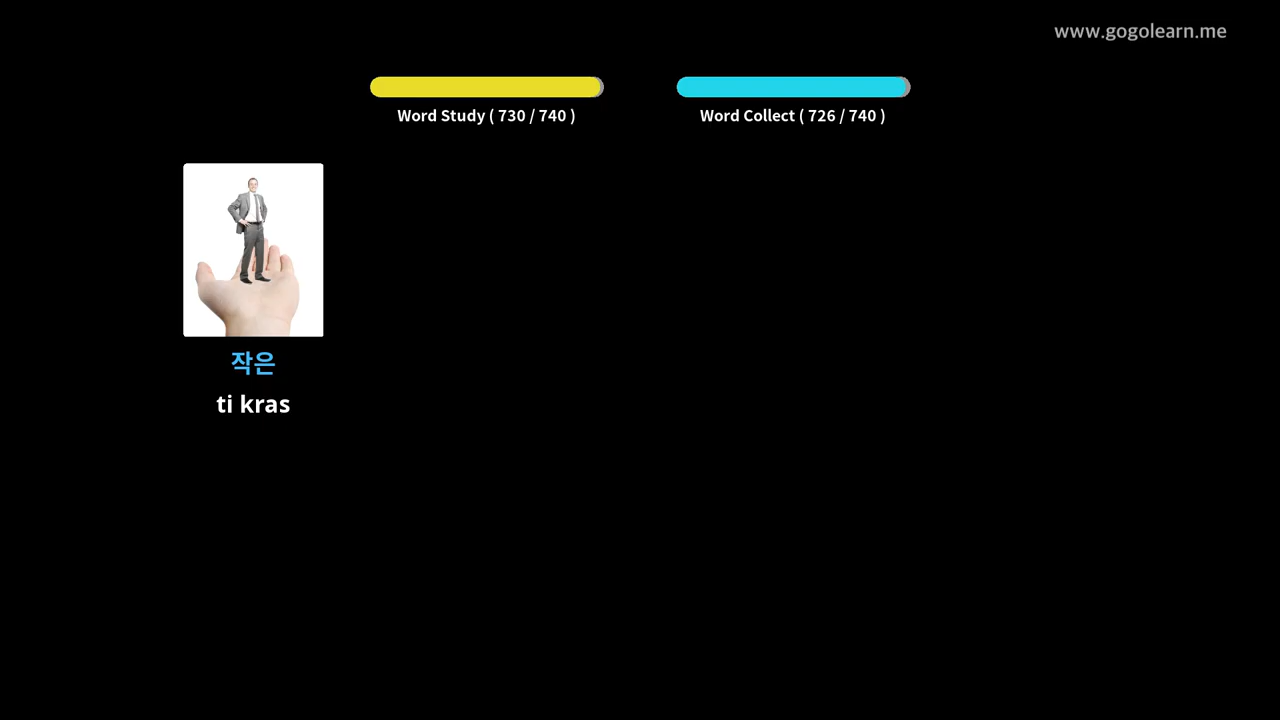 www.gogolearn.me
Word Study ( 730 / 740 )
Word Collect ( 726 / 740 )
작은
ti kras